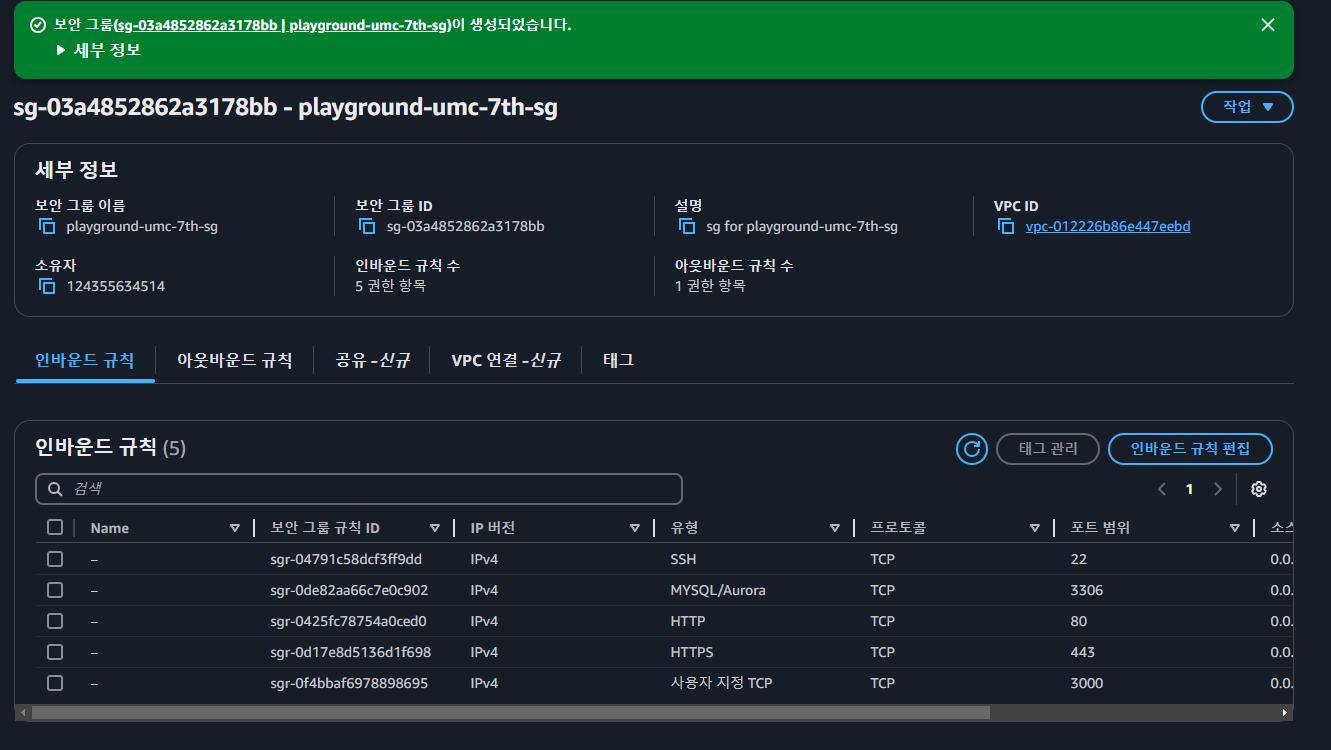 보안 그룹(sg-03a4852862a3178bb | playground-umc-7th-sg)이 생성되었습니다.
세부 정보
sg-03a4852862a3178bb - playground-umc-7th-sg
작업
세부 정보
보안 그룹 이름 보안 그룹 ID 설명 VPC ID
playground-umc-7th-sg sg-03a4852862a3178bb sg for playground-umc-7th-sg vpc-012226b86e447eebd
소유자 인바운드 규칙 수 아웃바운드 규칙 수
124355634514 5 권한 항목 1 권한 항목
인바운드 규칙 아웃바운드 규칙 공유 -신규 VPC 연결 -신규 태그
인바운드 규칙 (5) 태그 관리 인바운드 규칙 편집
검색 1
Name 보안 그룹 규칙 ID IP 버전 유형 프로토콜 포트 범위 소스
– sgr-04791c58dcf3ff9dd IPv4 SSH TCP 22 0.0.
– sgr-0de82aa66c7e0c902 IPv4 MYSQL/Aurora TCP 3306 0.0.
– sgr-0425fc78754a0ced0 IPv4 HTTP TCP 80 0.0.
– sgr-0d17e8d5136d1f698 IPv4 HTTPS TCP 443 0.0.
– sgr-0f4bbaf6978898695 IPv4 사용자 지정 TCP TCP 3000 0.0.